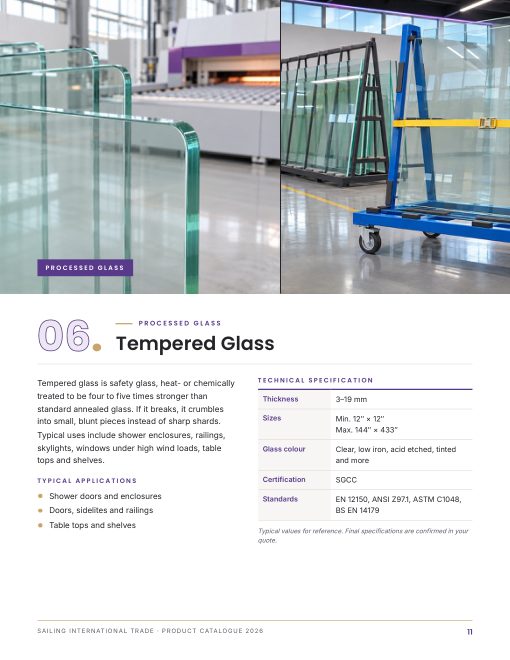 PROCESSED GLASS
06.
PROCESSED GLASS
Tempered Glass
Tempered glass is safety glass, heat- or chemically
treated to be four to five times stronger than
standard annealed glass. If it breaks, it crumbles
into small, blunt pieces instead of sharp shards.
Typical uses include shower enclosures, railings,
skylights, windows under high wind loads, table
tops and shelves.
TYPICAL APPLICATIONS
Shower doors and enclosures
Doors, sidelites and railings
Table tops and shelves
TECHNICAL SPECIFICATION
Thickness 3–19 mm
Sizes Min. 12″ × 12″
Max. 144″ × 433″
Glass colour Clear, low iron, acid etched, tinted
and more
Certification SGCC
Standards EN 12150, ANSI Z97.1, ASTM C1048,
BS EN 14179
Typical values for reference. Final specifications are confirmed in your
quote.
SAILING INTERNATIONAL TRADE · PRODUCT CATALOGUE 2026
11